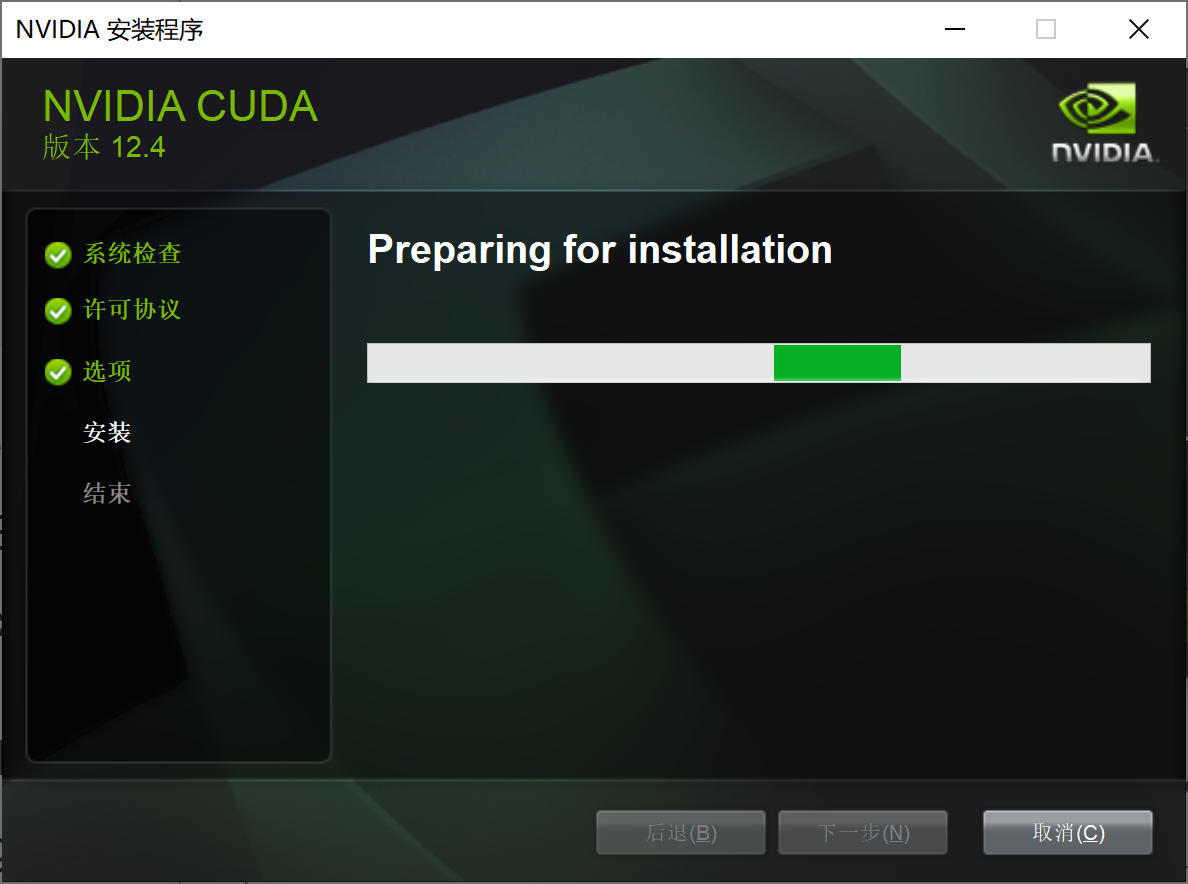 NVIDIA 安装程序
NVIDIA CUDA
版本 12.4
NVIDIA.
系统检查
许可协议
选项
安装
结束
Preparing for installation
后退(B)
下一步(N)
取消(C)